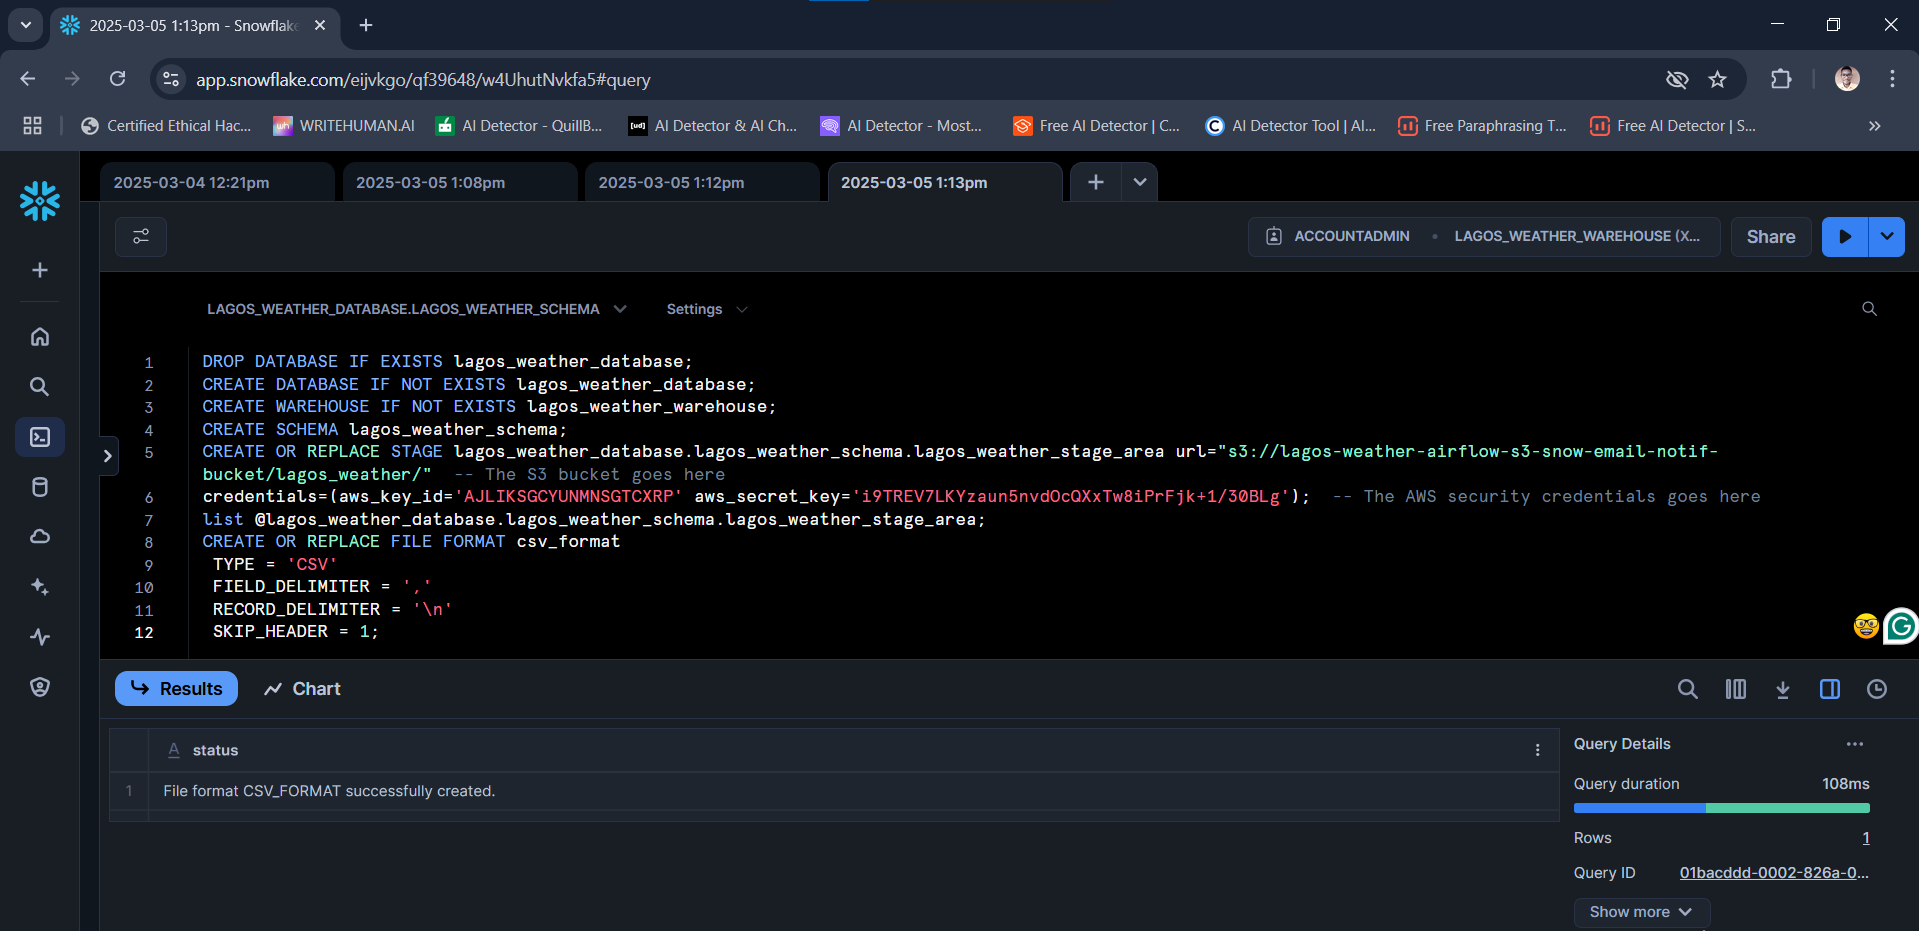 2025-03-05 1:13pm - Snowflake
app.snowflake.com/eijvkgo/qf39648/w4UhutNvkfa5#query
Certified Ethical Hac...
WRITEHUMAN.AI
AI Detector - QuillB...
AI Detector & AI Ch...
AI Detector - Most...
Free AI Detector | C...
AI Detector Tool | AI...
Free Paraphrasing T...
Free AI Detector | S...
2025-03-04 12:21pm
2025-03-05 1:08pm
2025-03-05 1:12pm
2025-03-05 1:13pm
ACCOUNTADMIN
LAGOS_WEATHER_WAREHOUSE (X...
Share
LAGOS_WEATHER_DATABASE.LAGOS_WEATHER_SCHEMA
Settings
1 DROP DATABASE IF EXISTS lagos_weather_database;
2 CREATE DATABASE IF NOT EXISTS lagos_weather_database;
3 CREATE WAREHOUSE IF NOT EXISTS lagos_weather_warehouse;
4 CREATE SCHEMA lagos_weather_schema;
5 CREATE OR REPLACE STAGE lagos_weather_database.lagos_weather_schema.lagos_weather_stage_area url="s3://lagos-weather-airflow-s3-snow-email-notif-
bucket/lagos_weather/" -- The S3 bucket goes here
6 credentials=(aws_key_id='AJLIKSGCYUNMNSGTCXRP' aws_secret_key='i9TREV7LKYzaun5nvdOcQXxTw8iPrFjk+1/30BLg'); -- The AWS security credentials goes here
7 list @lagos_weather_database.lagos_weather_schema.lagos_weather_stage_area;
8 CREATE OR REPLACE FILE FORMAT csv_format
9 TYPE = 'CSV'
10 FIELD_DELIMITER = ','
11 RECORD_DELIMITER = '\n'
12 SKIP_HEADER = 1;
Results
Chart
A status
1 File format CSV_FORMAT successfully created.
Query Details
Query duration 108ms
Rows 1
Query ID 01bacddd-0002-826a-0...
Show more